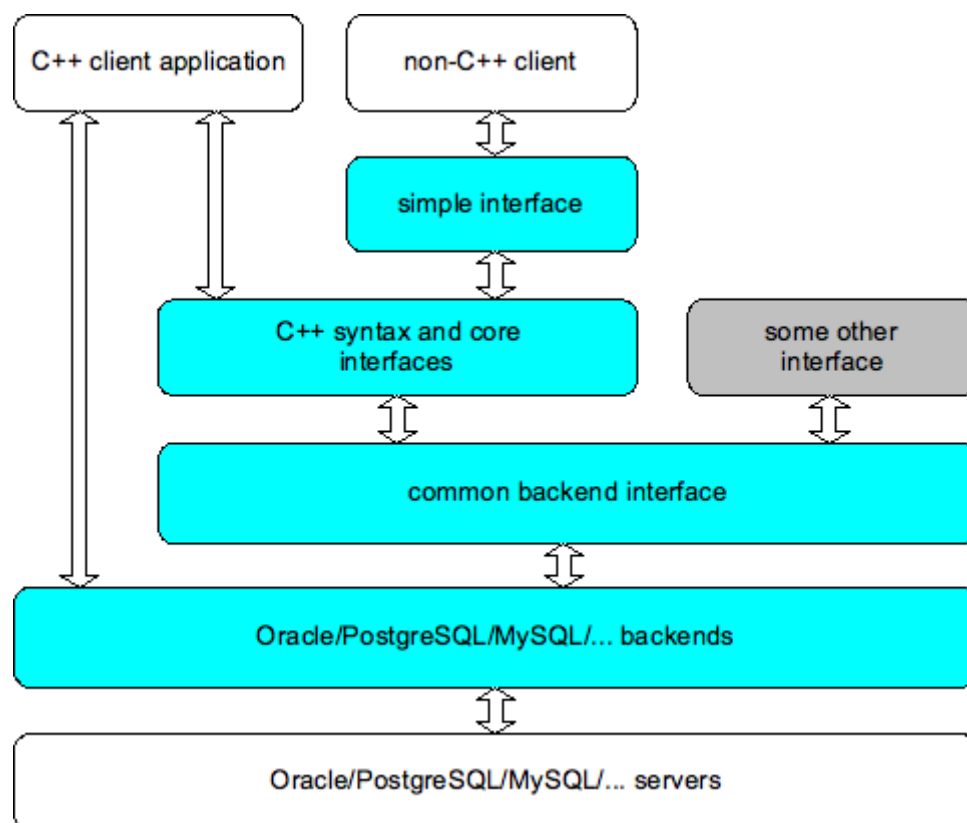 C++ client application
non-C++ client
simple interface
C++ syntax and core
interfaces
some other
interface
common backend interface
Oracle/PostgreSQL/MySQL/... backends
Oracle/PostgreSQL/MySQL/... servers